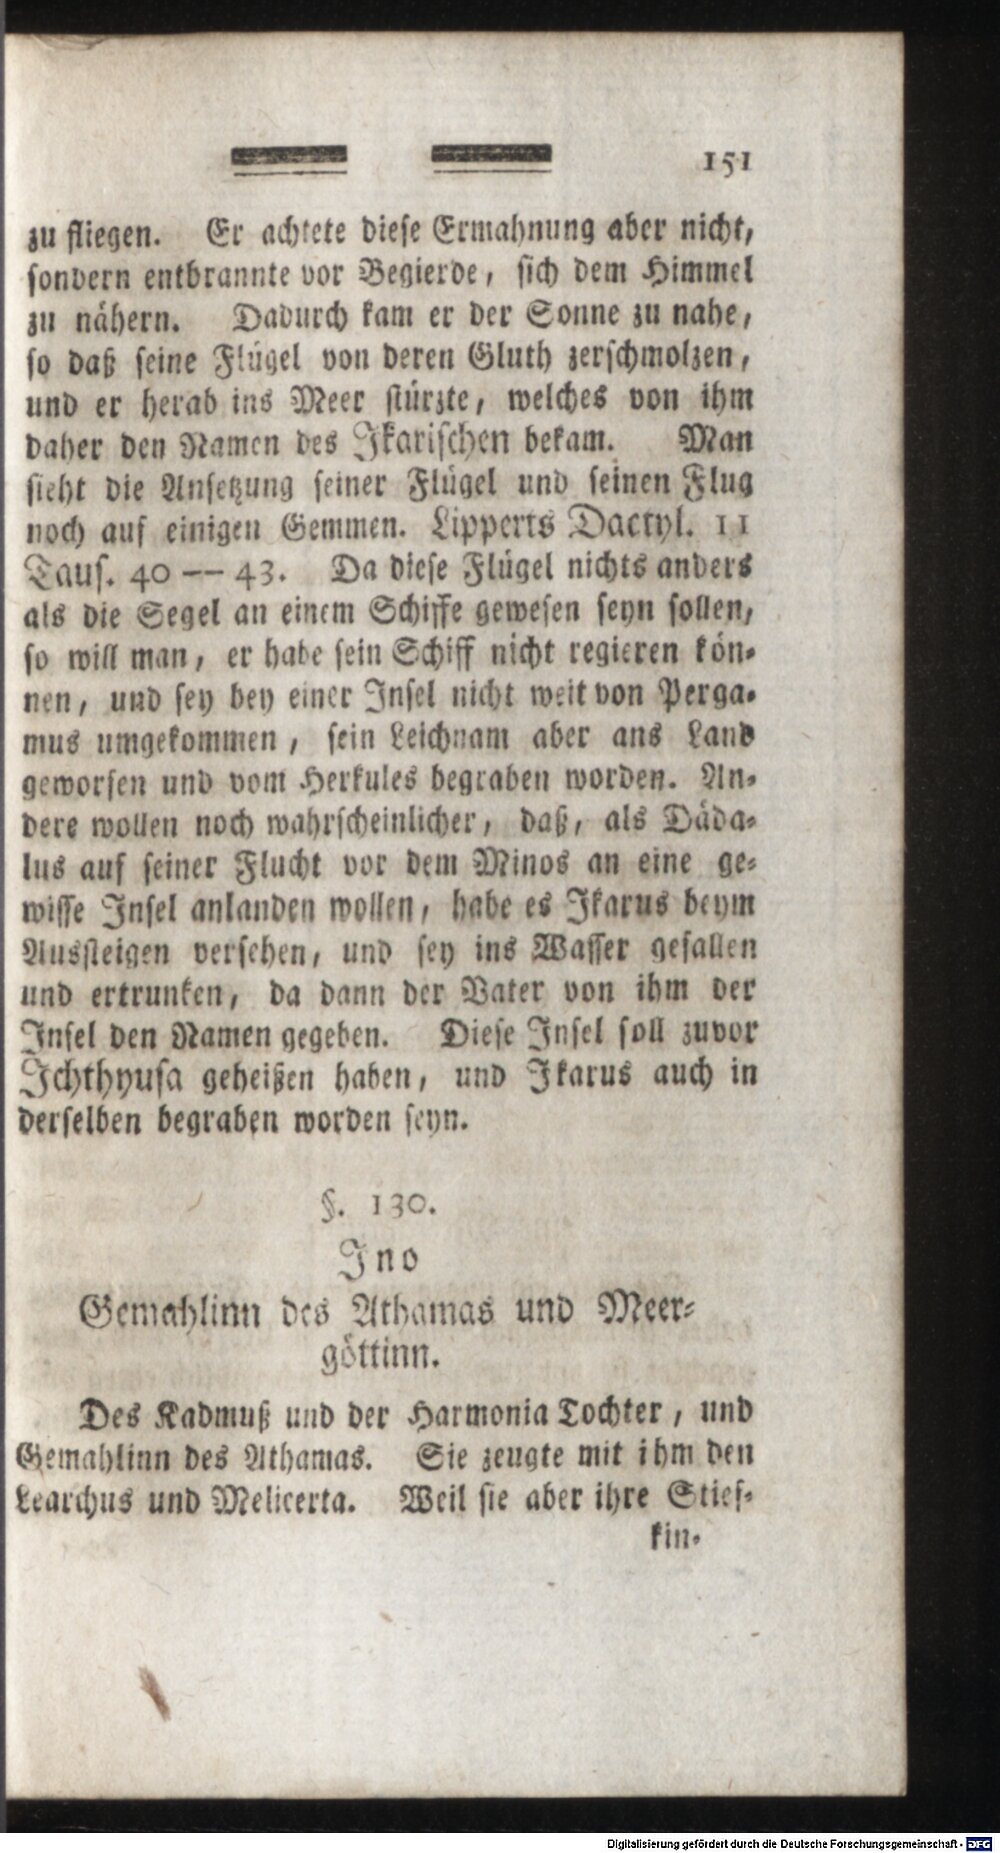 151
zu fliegen. Er achtete diese Ermahnung aber nicht,
sondern entbrannte vor Begierde, sich dem Himmel
zu nähern. Dadurch kam er der Sonne zu nahe,
so daß seine Flügel von deren Gluth zerschmolzen,
und er herab ins Meer stürzte, welches von ihm
daher den Namen des Ikarischen bekam. Man
sieht die Ansetzung seiner Flügel und seinen Flug
noch auf einigen Gemmen. Lipperts Dactyl. 11
Taus. 40 — 43. Da diese Flügel nichts anders
als die Segel an einem Schiffe gewesen seyn sollen,
so will man, er habe sein Schiff nicht regieren kön-
nen, und sey bey einer Insel nicht weit von Perga-
mus umgekommen, sein Leichnam aber ans Land
geworfen und vom Herkules begraben worden. An-
dere wollen noch wahrscheinlicher, daß, als Däda-
lus auf seiner Flucht vor dem Minos an eine ge-
wisse Insel anlanden wollen, habe es Ikarus beym
Aussteigen versehen, und sey ins Wasser gefallen
und ertrunken, da dann der Vater von ihm der
Insel den Namen gegeben. Diese Insel soll zuvor
Ichthyusa geheißen haben, und Ikarus auch in
derselben begraben worden seyn.
§. 130.
Ino
Gemahlinn des Athamas und Meer-
göttinn.
Des Kadmuß und der Harmonia Tochter, und
Gemahlinn des Athamas. Sie zeugte mit ihm den
Learchus und Melicerta. Weil sie aber ihre Stief-
kin-
Digitalisierung gefördert durch die Deutsche Forschungsgemeinschaft - DFG